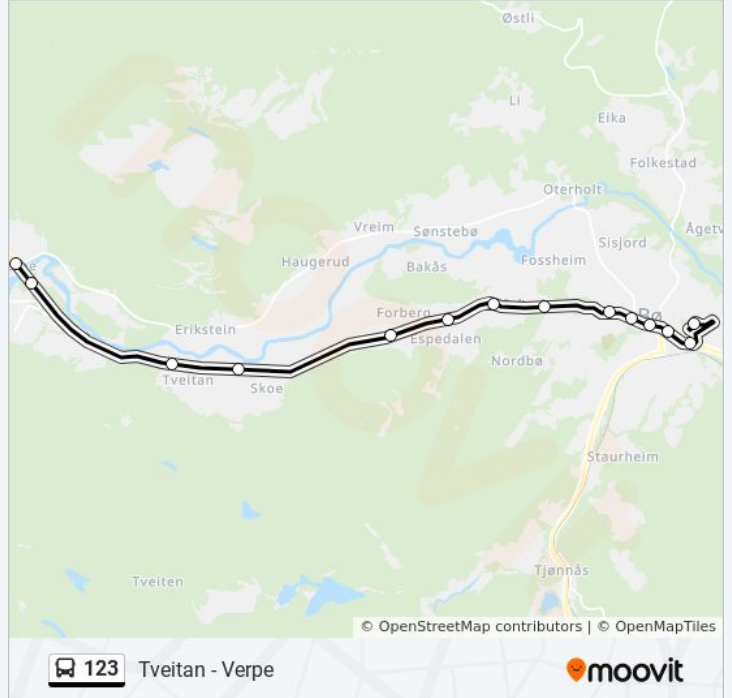 Østli
Li
Eika
Folkestad
Oterholt
Vreim
Sønstebø
Ågetv
Sisjord
Haugerud
Bakås
Fossheim
Forberg
Bø
Erikstein
Espedalen
Nordbø
Tveitan
Skoe
Staurheim
Tjønnås
Tveiten
© OpenStreetMap contributors | © OpenMapTiles
123 Tveitan - Verpe
moovit